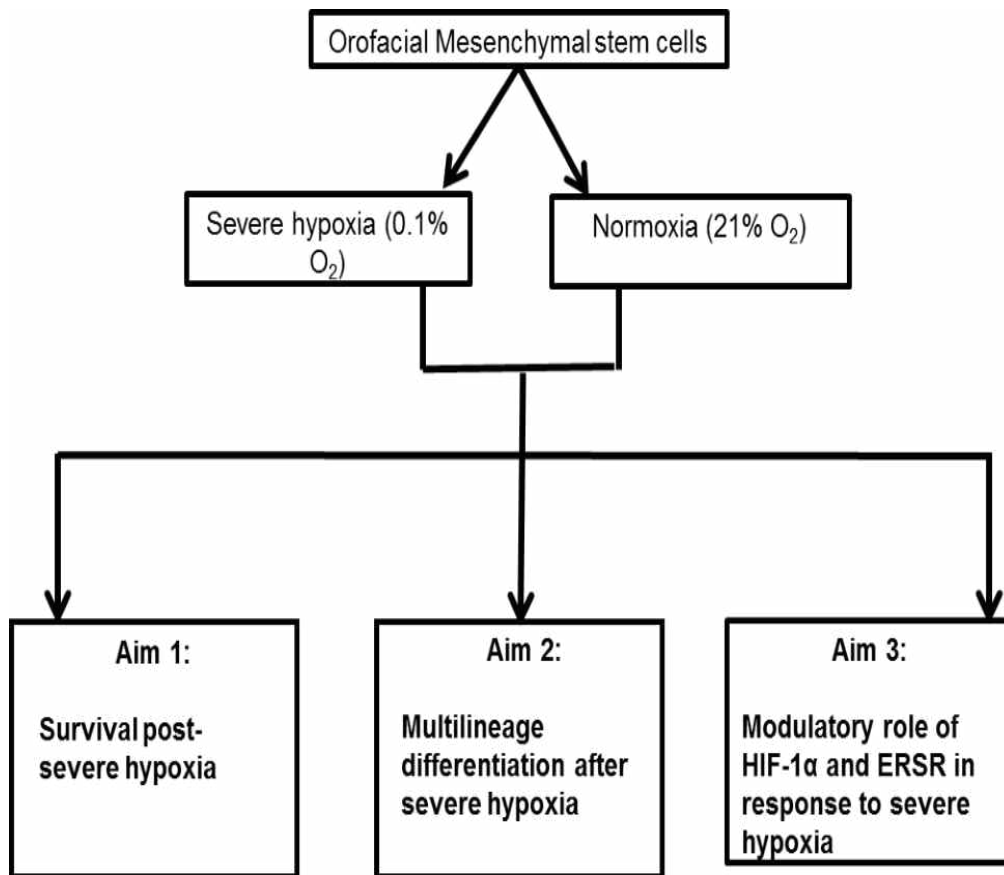 Orofacial Mesenchymal stem cells
Severe hypoxia (0.1%
O₂)
Normoxia (21% O₂)
Aim 1:
Survival post-
severe hypoxia
Aim 2:
Multilineage
differentiation after
severe hypoxia
Aim 3:
Modulatory role of
HIF-1α and ERSR in
response to severe
hypoxia